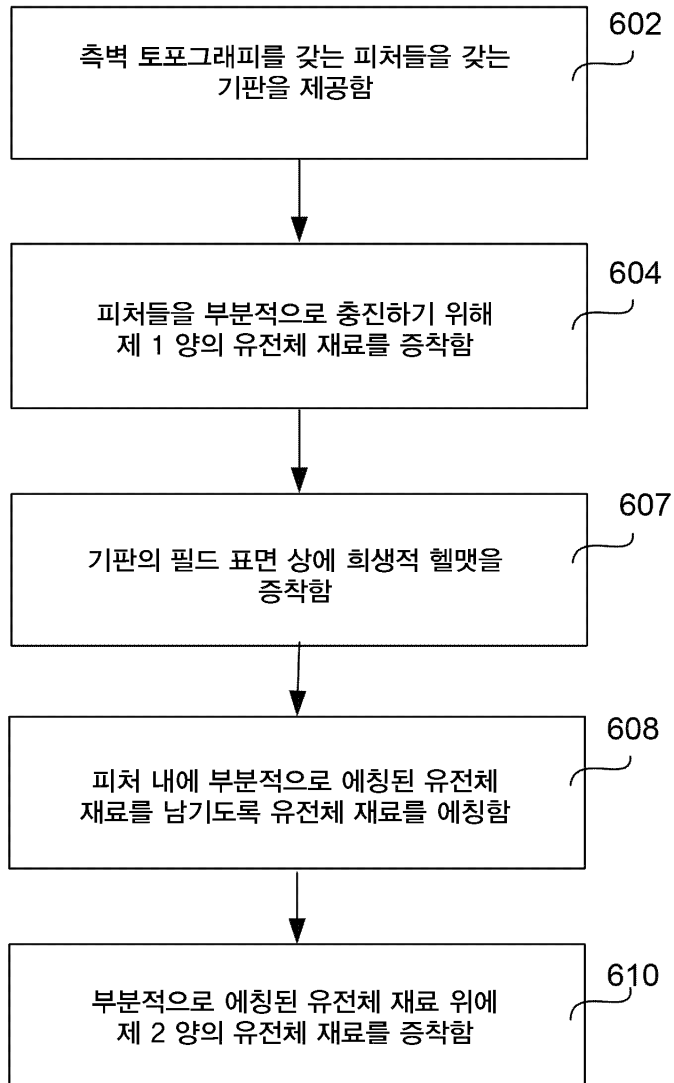 602
측벽 토포그래피를 갖는 피처들을 갖는
기판을 제공함
604
피처들을 부분적으로 충진하기 위해
제 1 양의 유전체 재료를 증착함
607
기판의 필드 표면 상에 희생적 헬맷을
증착함
608
피처 내에 부분적으로 에칭된 유전체
재료를 남기도록 유전체 재료를 에칭함
610
부분적으로 에칭된 유전체 재료 위에
제 2 양의 유전체 재료를 증착함